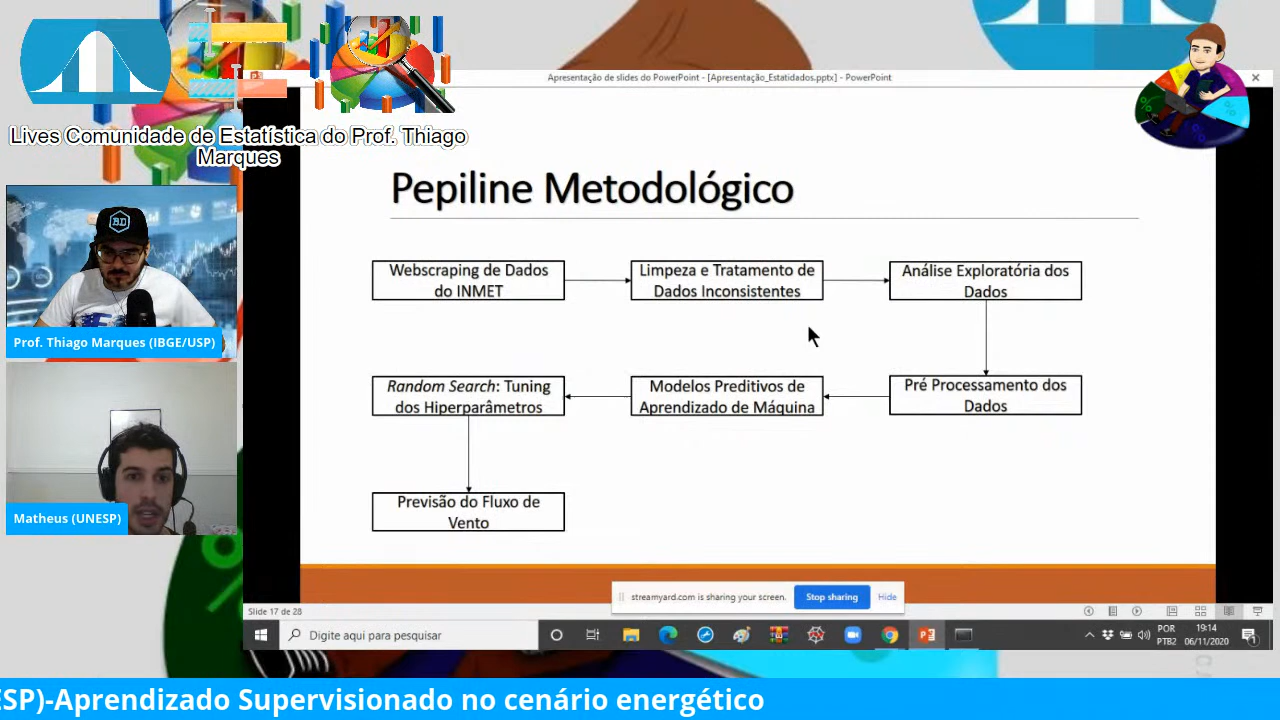 Apresentação de slides do PowerPoint - [Apresentação_Estatidados.pptx] - PowerPoint
Lives Comunidade de Estatística do Prof. Thiago
Marques
Pepiline Metodológico
Webscraping de Dados
do INMET
Limpeza e Tratamento de
Dados Inconsistentes
Análise Exploratória dos
Dados
Random Search: Tuning
dos Hiperparâmetros
Modelos Preditivos de
Aprendizado de Máquina
Pré Processamento dos
Dados
Previsão do Fluxo de
Vento
BD
Prof. Thiago Marques (IBGE/USP)
Matheus (UNESP)
streamyard.com is sharing your screen.
Stop sharing
Hide
Slide 17 de 28
Digite aqui para pesquisar
POR
PTB2
19:14
06/11/2020
ESP)-Aprendizado Supervisionado no cenário energético